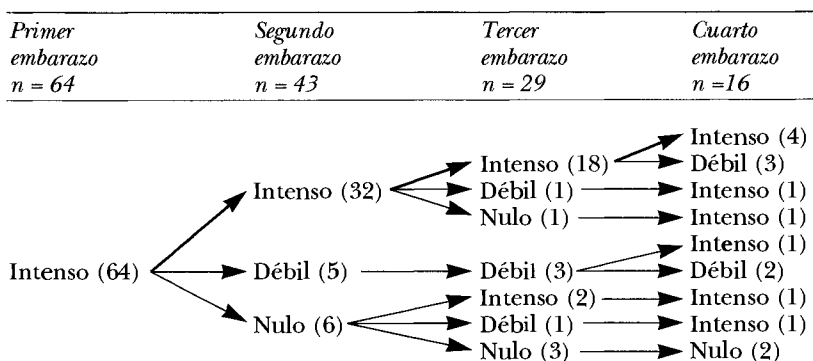 Primer Segundo Tercer Cuarto
embarazo embarazo embarazo embarazo
n = 64 n = 43 n = 29 n =16
Intenso (4)
Intenso (18) Débil (3)
Intenso (32) Débil (1) Intenso (1)
Nulo (1) Intenso (1)
Intenso (1)
Intenso (64) Débil (5) Débil (3) Débil (2)
Intenso (2) Intenso (1)
Nulo (6) Débil (1) Intenso (1)
Nulo (3) Nulo (2)